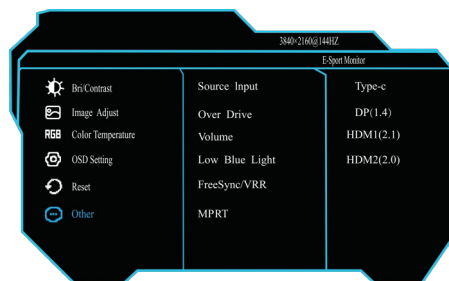 3840×2160@144HZ
E-Sport Monitor
Bri/Contrast
Image Adjust
RGB Color Temperature
OSD Setting
Reset
Other
Source Input
Over Drive
Volume
Low Blue Light
FreeSync/VRR
MPRT
Type-c
DP(1.4)
HDM1(2.1)
HDM2(2.0)